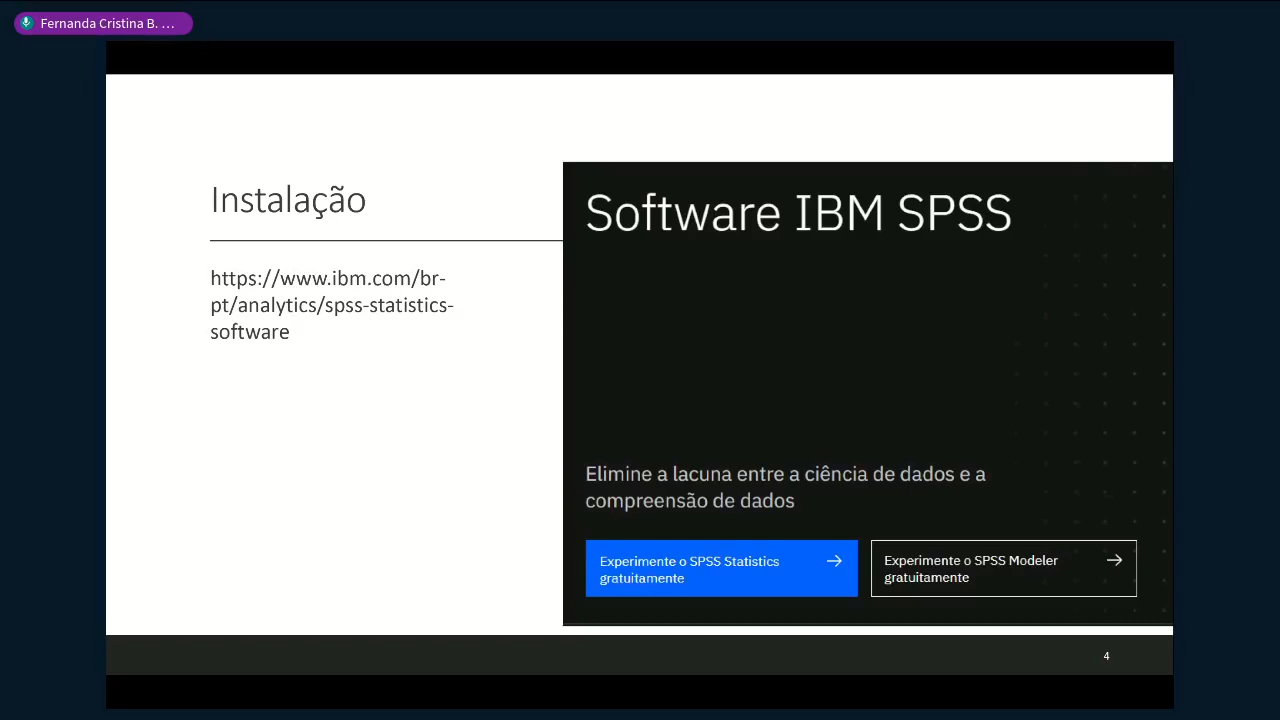 Fernanda Cristina B. ...
Instalação
https://www.ibm.com/br-
pt/analytics/spss-statistics-
software
Software IBM SPSS
Elimine a lacuna entre a ciência de dados e a
compreensão de dados
Experimente o SPSS Statistics
gratuitamente
Experimente o SPSS Modeler
gratuitamente
4